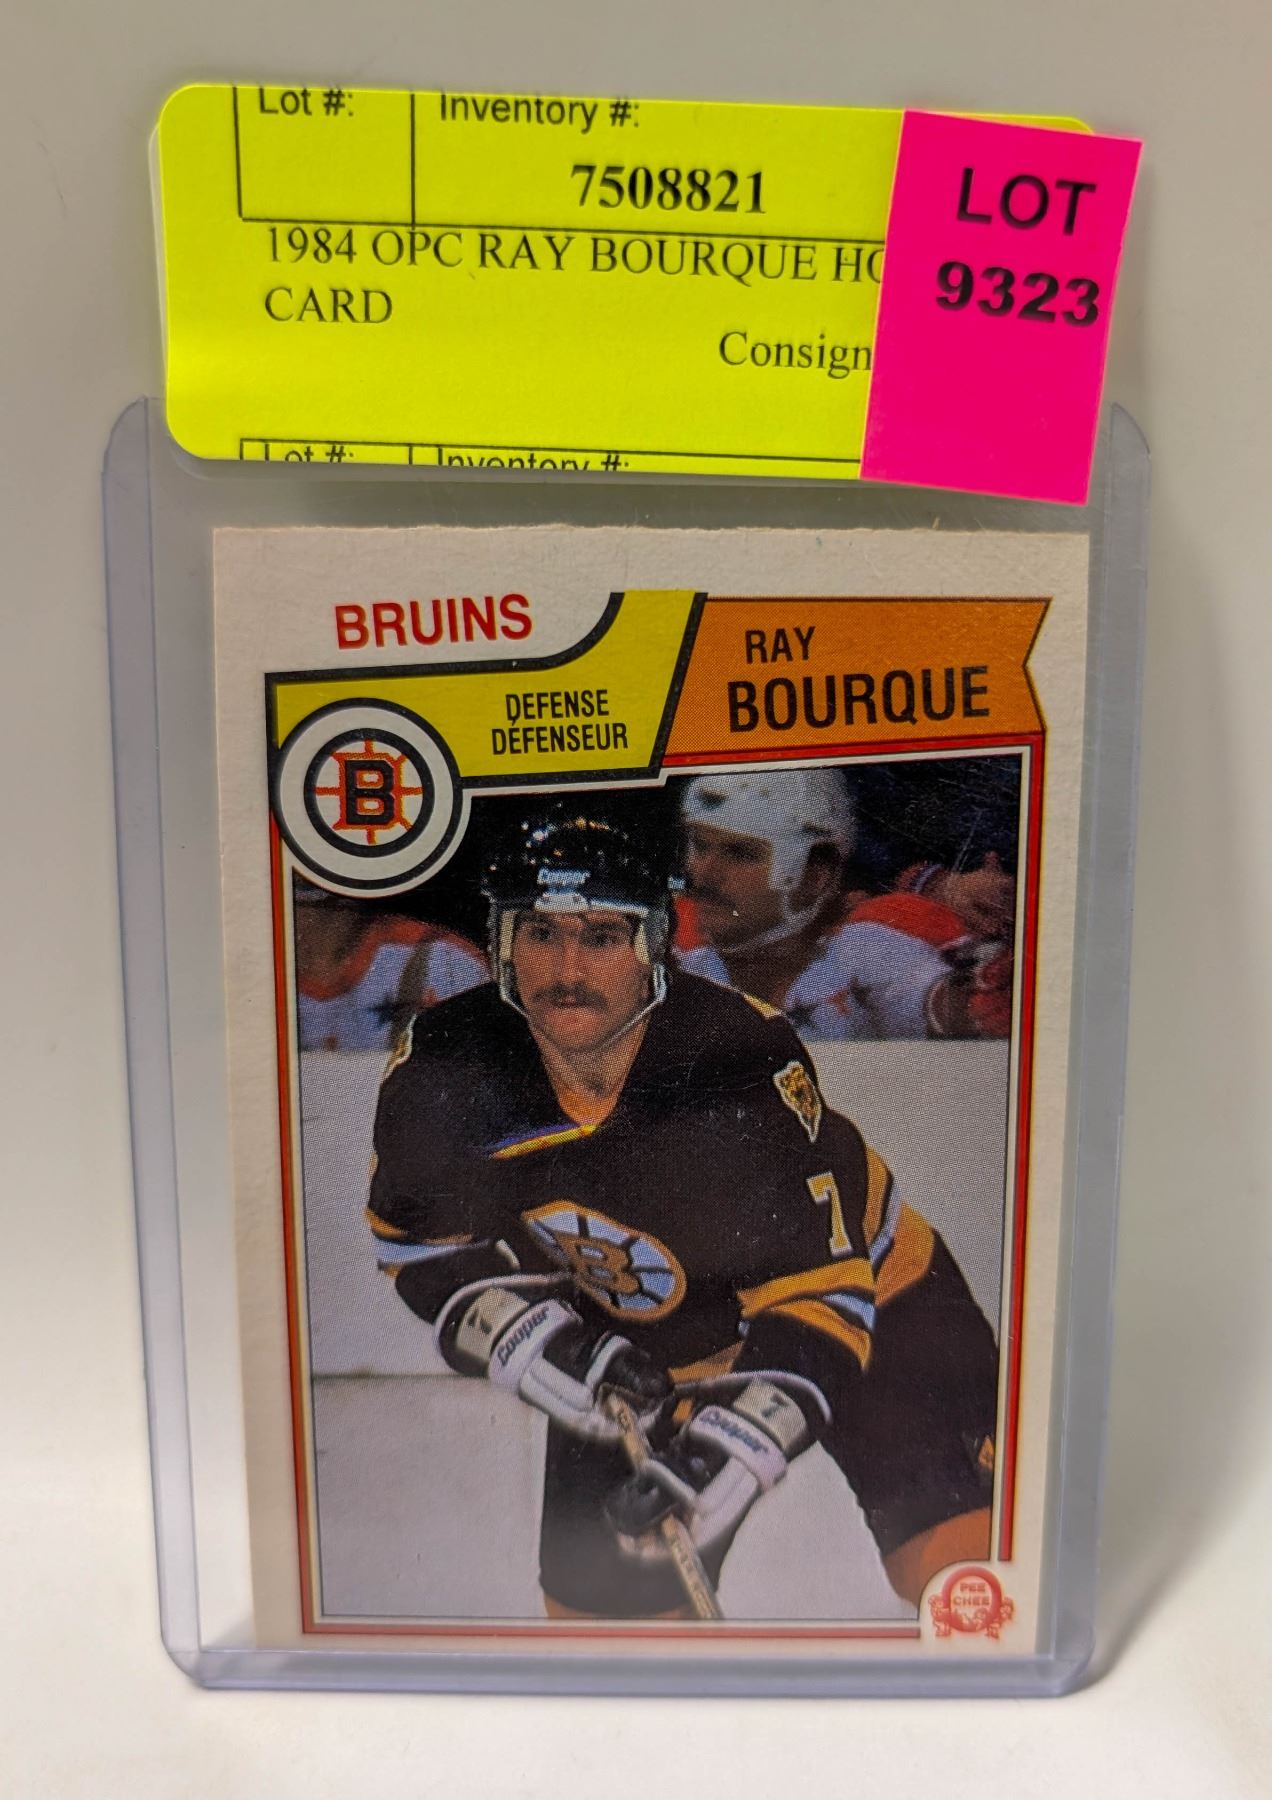 Lot #:
Inventory #:
7508821
1984 OPC RAY BOURQUE
CARD
Consign
LOT
9323
Lot #:
Inventory #:
BRUINS
RAY
BOURQUE
DEFENSE
DÉFENSEUR
B
Cooper
7
B
7
Cooper
7
Cooper
PEE
CHEE